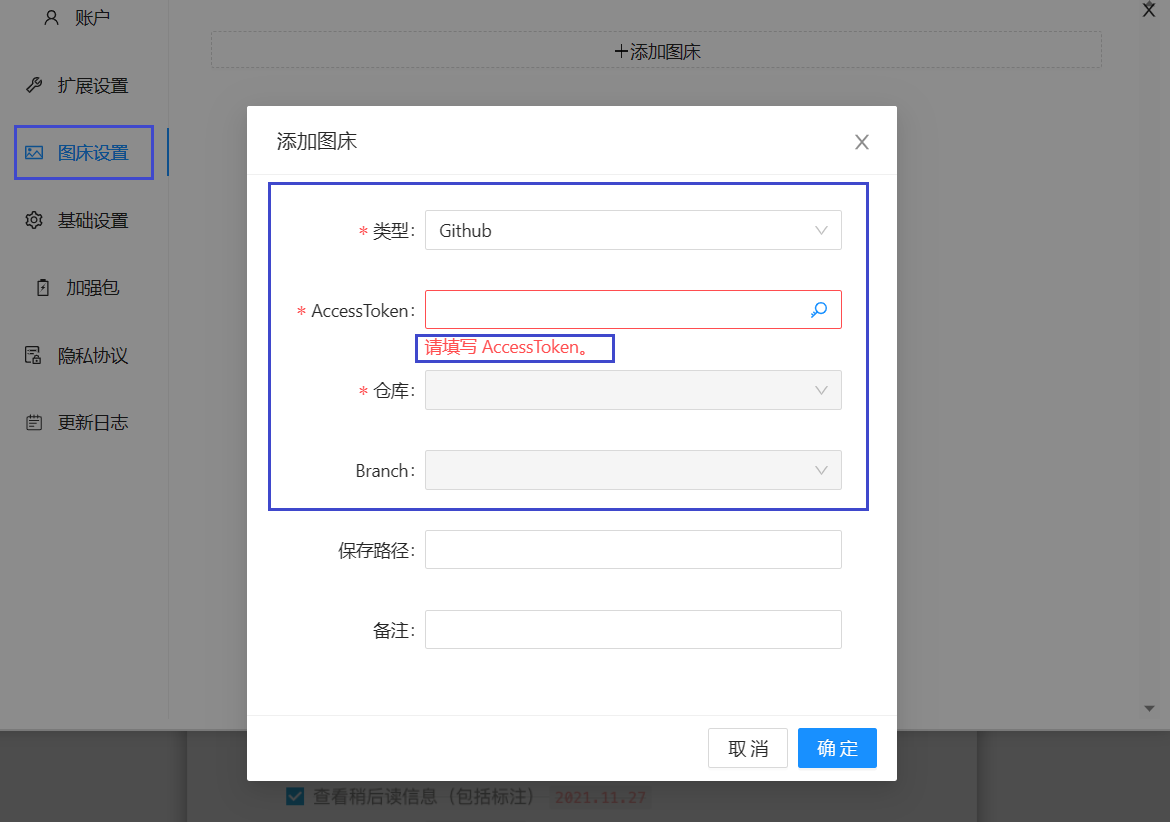 账户
扩展设置
图床设置
基础设置
加强包
隐私协议
更新日志
+添加图床
添加图床
* 类型: Github
* AccessToken:
请填写 AccessToken。
* 仓库:
Branch:
保存路径:
备注:
取 消 确 定
查看稍后读信息（包括标注） 2021.11.27